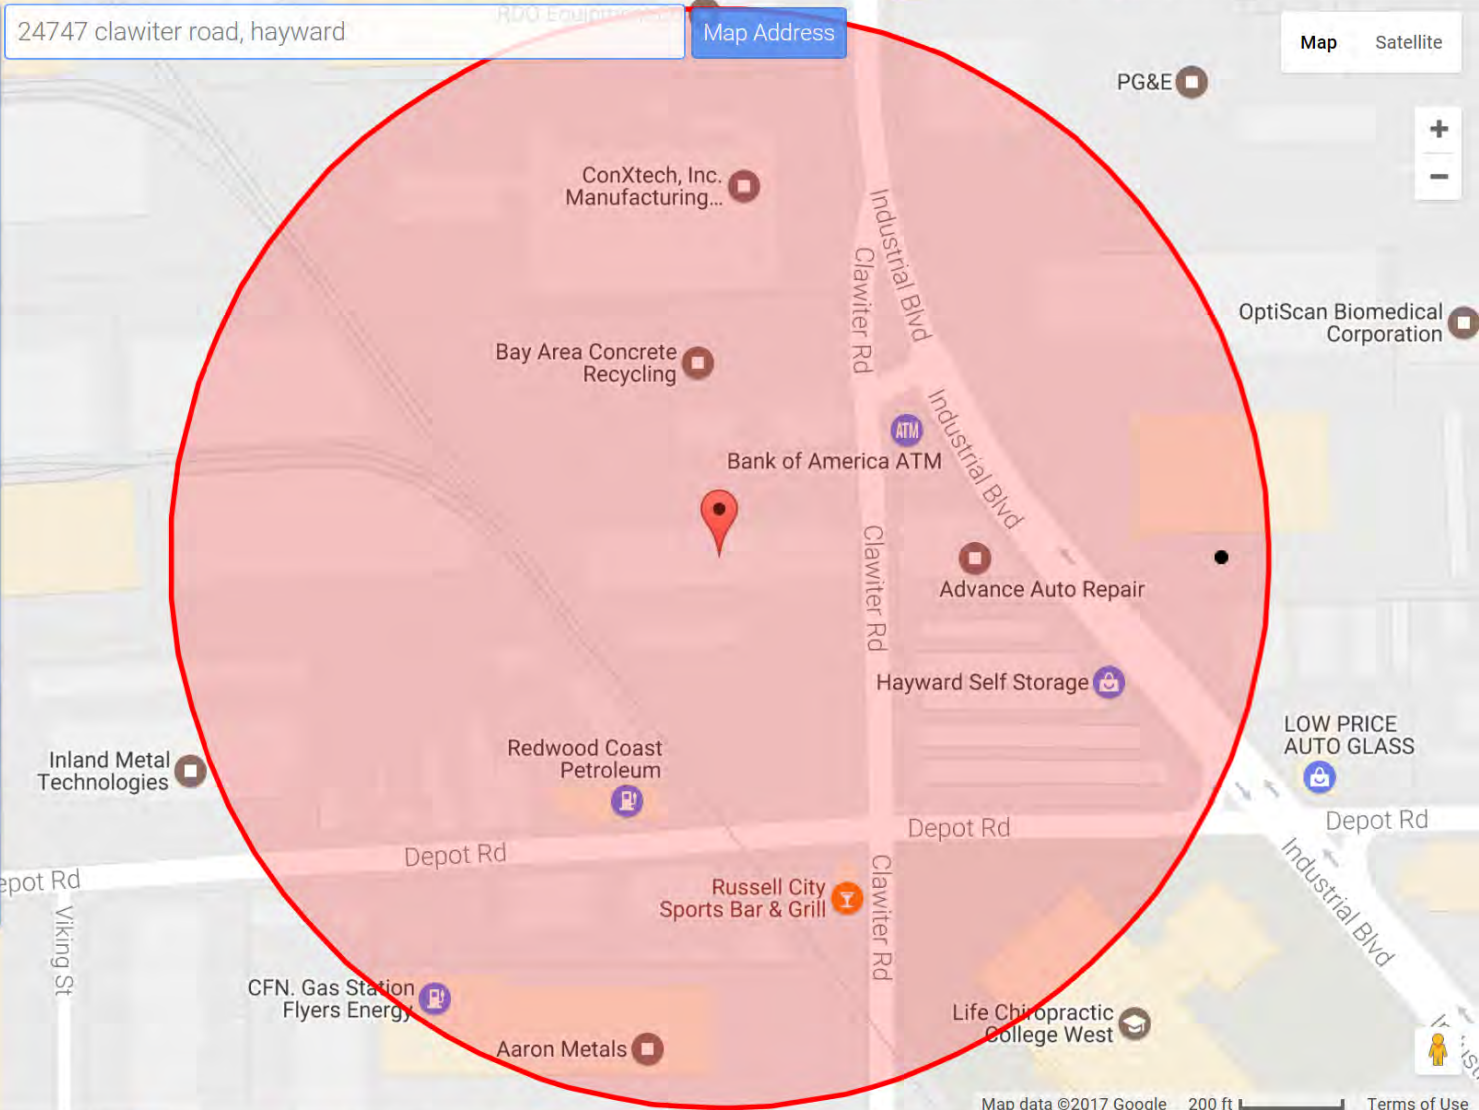 RDO Equipment Co
24747 clawiter road, hayward
Map Address
Map
Satellite
PG&E
+
−
ConXtech, Inc.
Manufacturing...
Industrial Blvd
Clawiter Rd
OptiScan Biomedical
Corporation
Bay Area Concrete
Recycling
Industrial Blvd
ATM
Bank of America ATM
Clawiter Rd
Advance Auto Repair
Hayward Self Storage
LOW PRICE
AUTO GLASS
Inland Metal
Technologies
Redwood Coast
Petroleum
Depot Rd
Depot Rd
Depot Rd
epot Rd
Industrial Blvd
Russell City
Sports Bar & Grill
Clawiter Rd
Viking St
CFN. Gas Station
Flyers Energy
Life Chiropractic
College West
Aaron Metals
Map data ©2017 Google
200 ft
Terms of Use